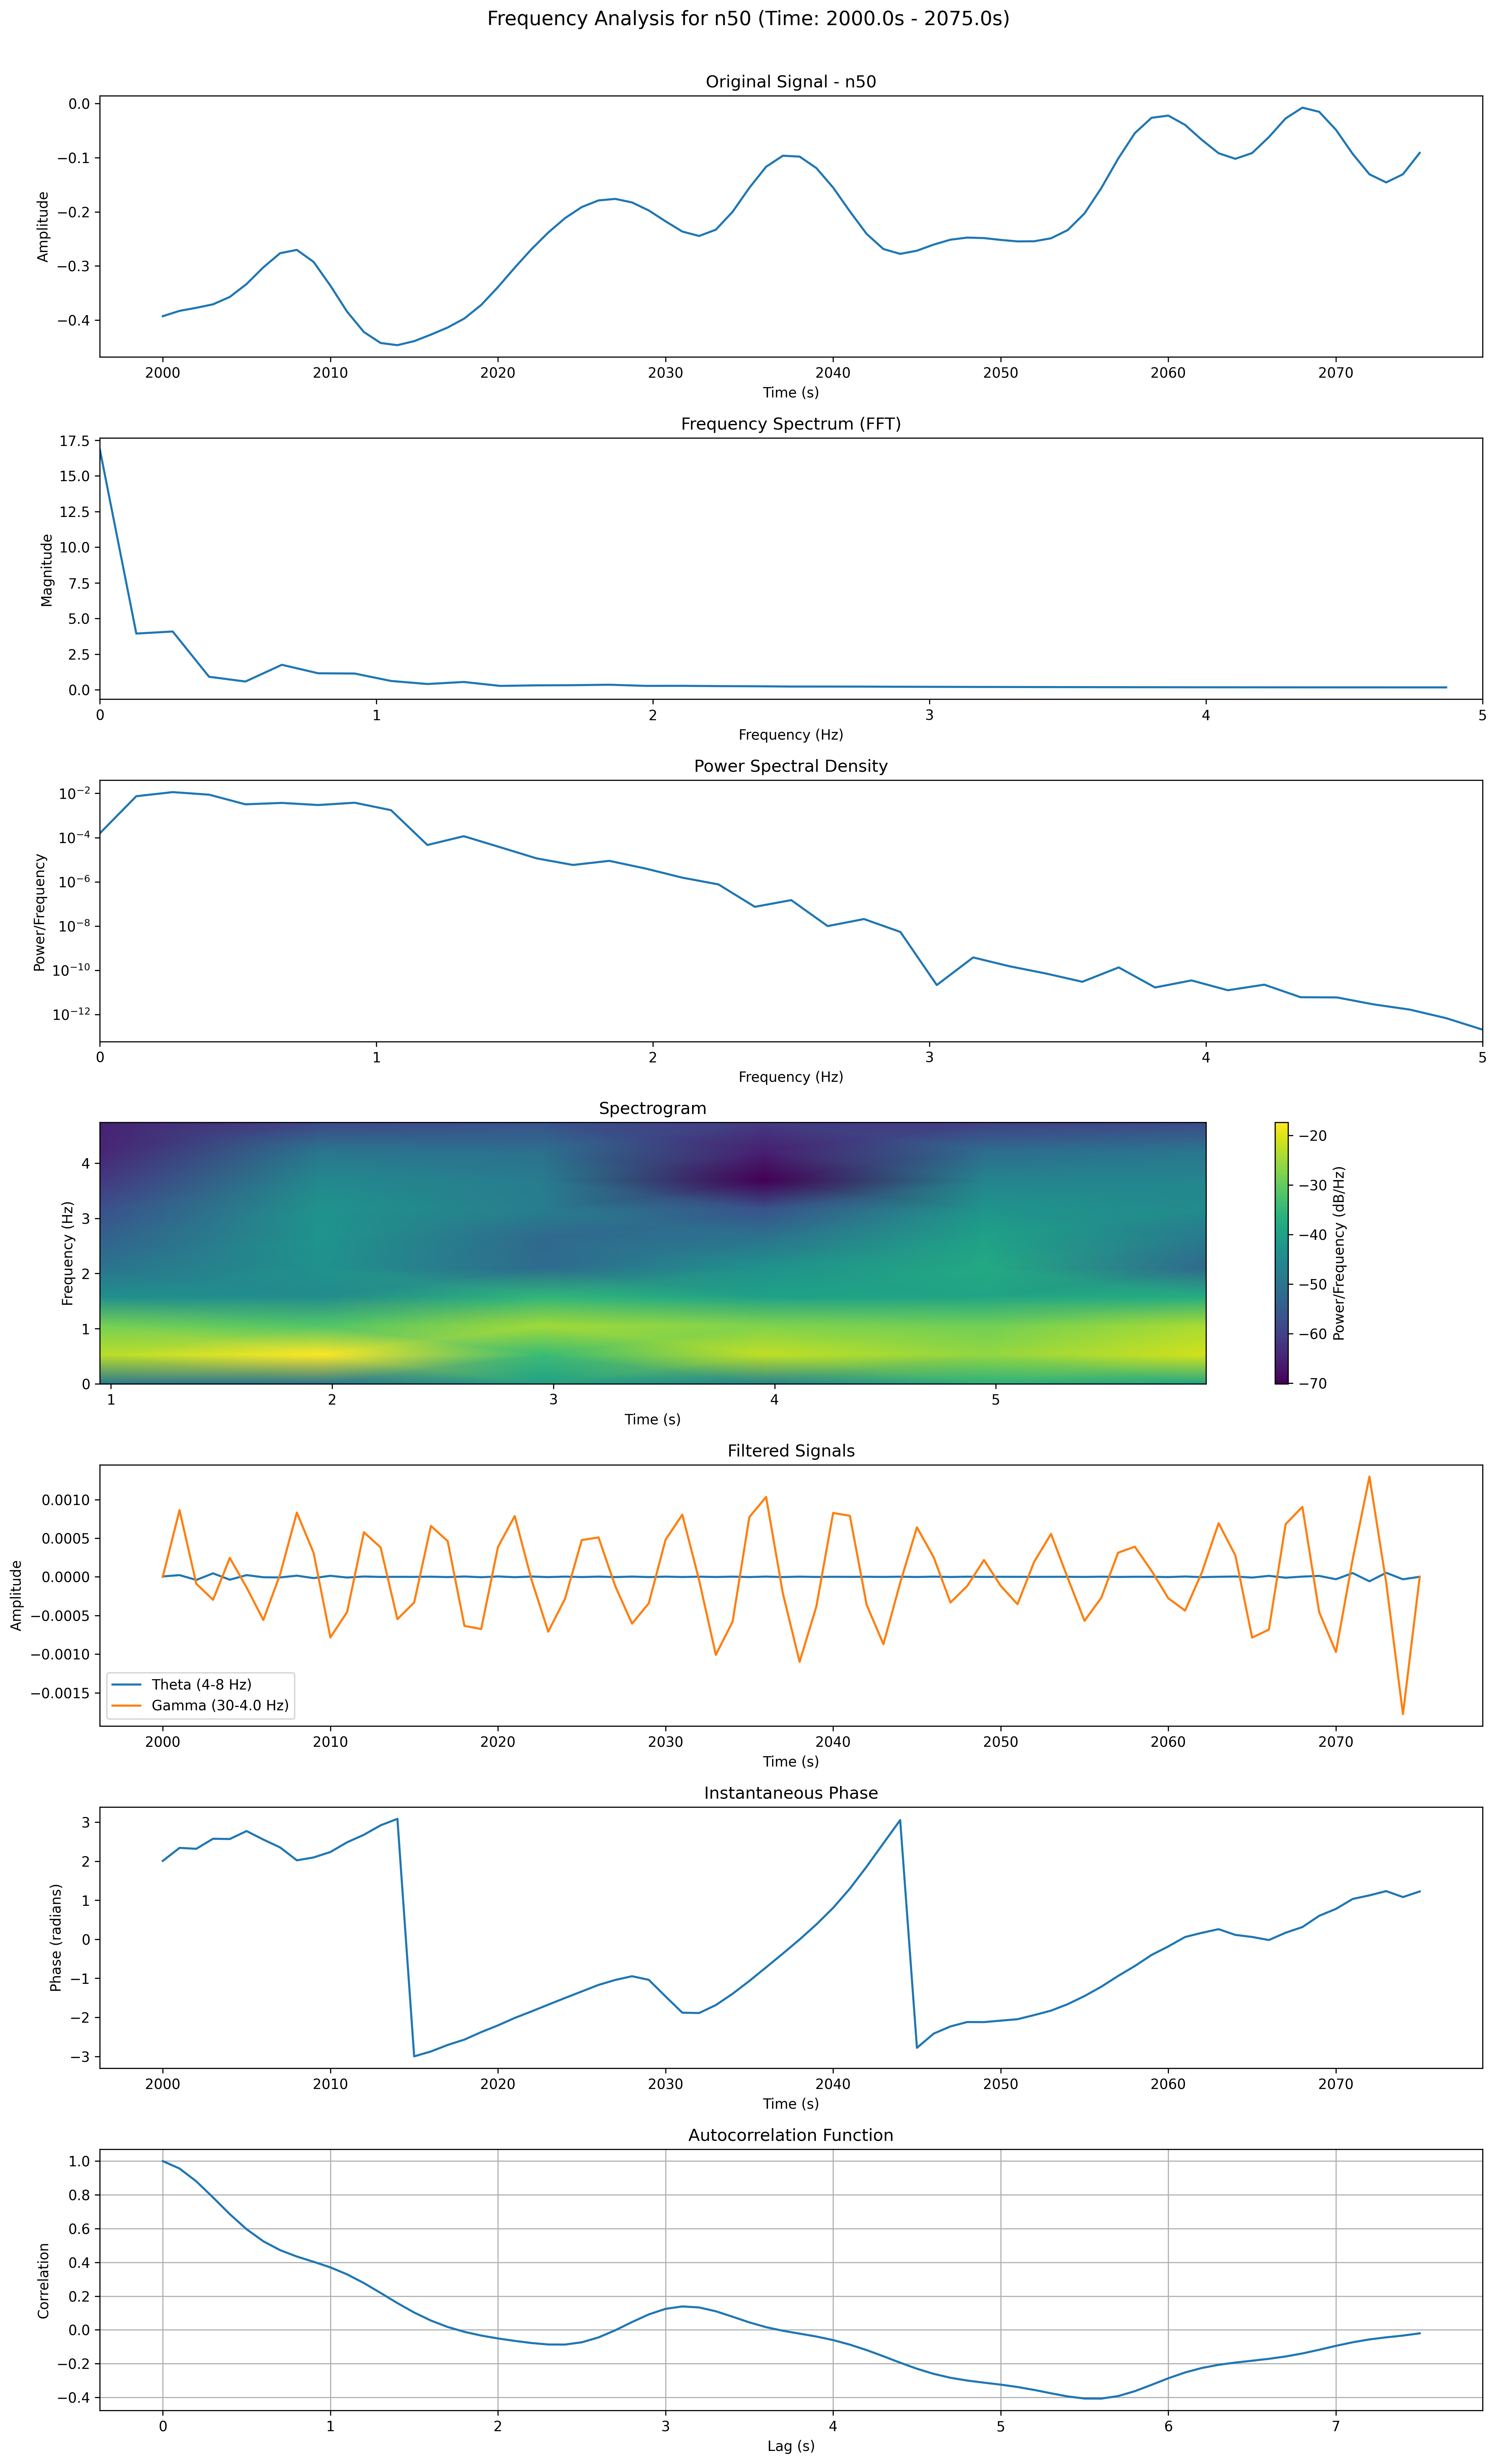 Frequency Analysis for n50 (Time: 2000.0s - 2075.0s)
Original Signal - n50
Amplitude
0.0
−0.1
−0.2
−0.3
−0.4
2000 2010 2020 2030 2040 2050 2060 2070
Time (s)
Frequency Spectrum (FFT)
Magnitude
17.5
15.0
12.5
10.0
7.5
5.0
2.5
0.0
0 1 2 3 4 5
Frequency (Hz)
Power Spectral Density
Power/Frequency
10⁻²
10⁻⁴
10⁻⁶
10⁻⁸
10⁻¹⁰
10⁻¹²
0 1 2 3 4 5
Frequency (Hz)
Spectrogram
Frequency (Hz)
4
3
2
1
0
1 2 3 4 5
Time (s)
−20
−30
−40
−50
−60
−70
Power/Frequency (dB/Hz)
Filtered Signals
Amplitude
0.0010
0.0005
0.0000
−0.0005
−0.0010
−0.0015
Theta (4-8 Hz)
Gamma (30-4.0 Hz)
2000 2010 2020 2030 2040 2050 2060 2070
Time (s)
Instantaneous Phase
Phase (radians)
3
2
1
0
−1
−2
−3
2000 2010 2020 2030 2040 2050 2060 2070
Time (s)
Autocorrelation Function
Correlation
1.0
0.8
0.6
0.4
0.2
0.0
−0.2
−0.4
0 1 2 3 4 5 6 7
Lag (s)